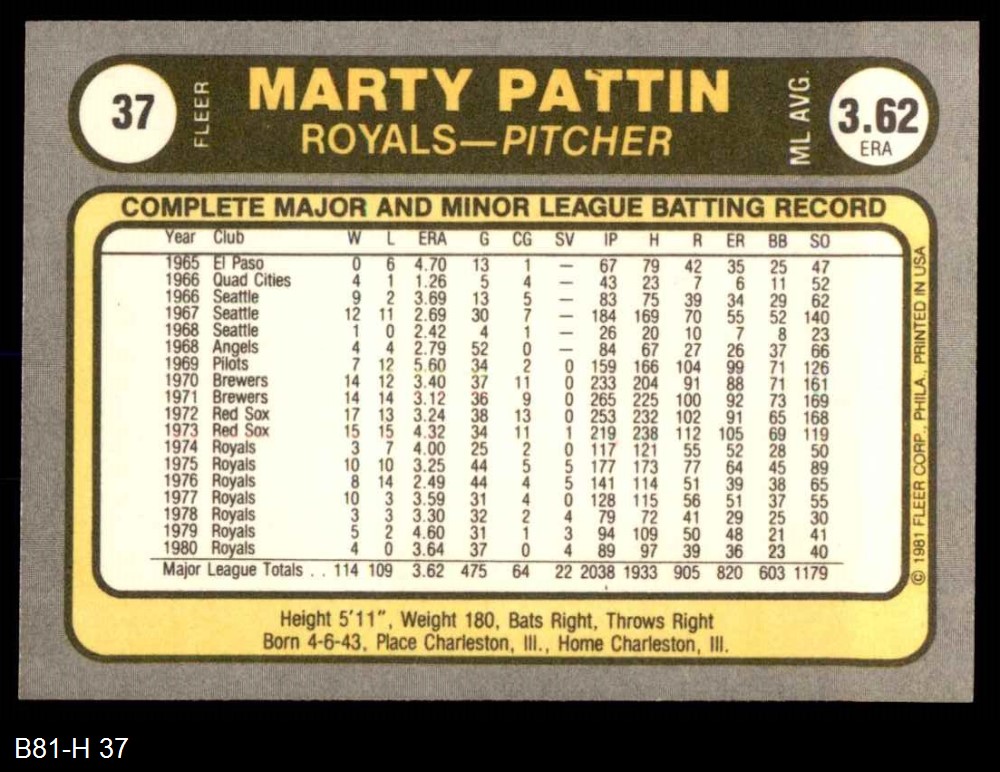 37 FLEER MARTY PATTIN ML AVG. 3.62
ROYALS—PITCHER ERA
COMPLETE MAJOR AND MINOR LEAGUE BATTING RECORD
Year Club W L ERA G CG SV IP H R ER BB SO
1965 El Paso 0 6 4.70 13 1 — 67 79 42 35 25 47
1966 Quad Cities 4 1 1.26 5 4 — 43 23 7 6 11 52
1966 Seattle 9 2 3.69 13 5 — 83 75 39 34 29 62
1967 Seattle 12 11 2.69 30 7 — 184 169 70 55 52 140
1968 Seattle 1 0 2.42 4 1 — 26 20 10 7 8 23
1968 Angels 4 4 2.79 52 0 — 84 67 27 26 37 66
1969 Pilots 7 12 5.60 34 2 0 159 166 104 99 71 126
1970 Brewers 14 12 3.40 37 11 0 233 204 91 88 71 161
1971 Brewers 14 14 3.12 36 9 0 265 225 100 92 73 169
1972 Red Sox 17 13 3.24 38 13 0 253 232 102 91 65 168
1973 Red Sox 15 15 4.32 34 11 1 219 238 112 105 69 119
1974 Royals 3 7 4.00 25 2 0 117 121 55 52 28 50
1975 Royals 10 10 3.25 44 5 5 177 173 77 64 45 89
1976 Royals 8 14 2.49 44 4 5 141 114 51 39 38 65
1977 Royals 10 3 3.59 31 4 0 128 115 56 51 37 55
1978 Royals 3 3 3.30 32 2 4 79 72 41 29 25 30
1979 Royals 5 2 4.60 31 1 3 94 109 50 48 21 41
1980 Royals 4 0 3.64 37 0 4 89 97 39 36 23 40
Major League Totals . . 114 109 3.62 475 64 22 2038 1933 905 820 603 1179
© 1981 FLEER CORP., PHILA., PRINTED IN USA
Height 5'11", Weight 180, Bats Right, Throws Right
Born 4-6-43, Place Charleston, Ill., Home Charleston, Ill.
B81-H 37